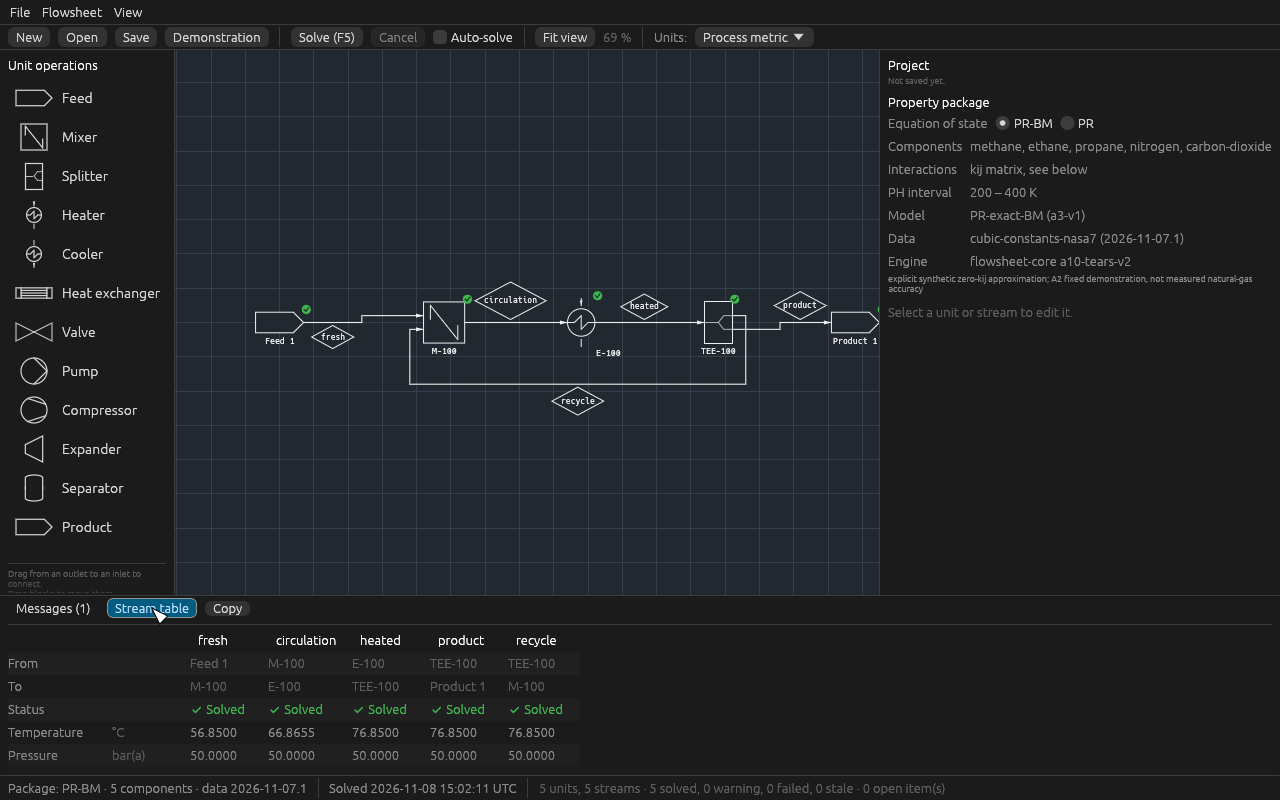 File Flowsheet View
New Open Save Demonstration Solve (F5) Cancel Auto-solve Fit view 69 % Units: Process metric
Unit operations
Feed
Mixer
Splitter
Heater
Cooler
Heat exchanger
Valve
Pump
Compressor
Expander
Separator
Product
Drag from an outlet to an inlet to
connect.
circulation
heated
product
fresh
Feed 1
M-100
E-100
TEE-100
Product 1
recycle
Project
Not saved yet.
Property package
Equation of state PR-BM PR
Components methane, ethane, propane, nitrogen, carbon-dioxide
Interactions kij matrix, see below
PH interval 200 – 400 K
Model PR-exact-BM (a3-v1)
Data cubic-constants-nasa7 (2026-11-07.1)
Engine flowsheet-core a10-tears-v2
explicit synthetic zero-kij approximation; A2 fixed demonstration, not measured natural-gas
accuracy
Select a unit or stream to edit it.
Messages (1) Stream table Copy
fresh circulation heated product recycle
From Feed 1 M-100 E-100 TEE-100 TEE-100
To M-100 E-100 TEE-100 Product 1 M-100
Status ✓ Solved ✓ Solved ✓ Solved ✓ Solved ✓ Solved
Temperature °C 56.8500 66.8655 76.8500 76.8500 76.8500
Pressure bar(a) 50.0000 50.0000 50.0000 50.0000 50.0000
Package: PR-BM · 5 components · data 2026-11-07.1 Solved 2026-11-08 15:02:11 UTC 5 units, 5 streams · 5 solved, 0 warning, 0 failed, 0 stale · 0 open item(s)